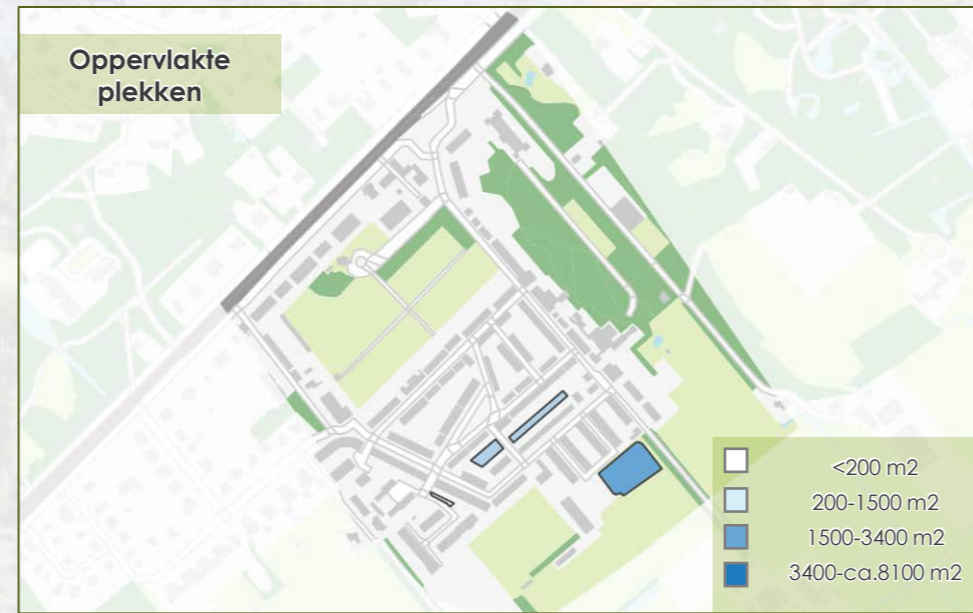 Oppervlakte
plekken
<200 m2
200-1500 m2
1500-3400 m2
3400-ca.8100 m2